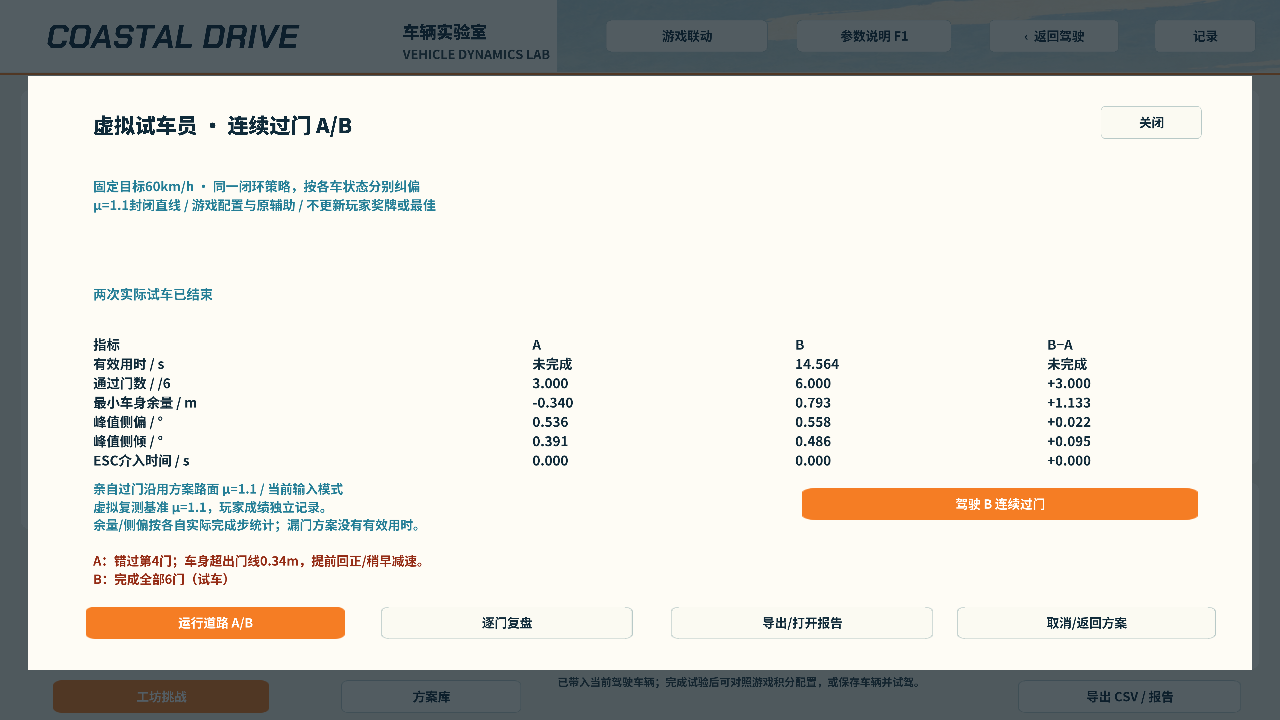 COASTAL DRIVE
车辆实验室
VEHICLE DYNAMICS LAB
游戏联动
参数说明 F1
‹ 返回驾驶
记录
虚拟试车员 · 连续过门 A/B
关闭
固定目标60km/h · 同一闭环策略，按各车状态分别纠偏
μ=1.1封闭直线 / 游戏配置与原辅助 / 不更新玩家奖牌或最佳
两次实际试车已结束
指标 A B B−A
有效用时 / s 未完成 14.564 未完成
通过门数 / /6 3.000 6.000 +3.000
最小车身余量 / m -0.340 0.793 +1.133
峰值侧偏 / ° 0.536 0.558 +0.022
峰值侧倾 / ° 0.391 0.486 +0.095
ESC介入时间 / s 0.000 0.000 +0.000
亲自过门沿用方案路面 μ=1.1 / 当前输入模式
虚拟复测基准 μ=1.1，玩家成绩独立记录。
余量/侧偏按各自实际完成步统计；漏门方案没有有效用时。
驾驶 B 连续过门
A：错过第4门；车身超出门线0.34m，提前回正/稍早减速。
B：完成全部6门（试车）
运行道路 A/B
逐门复盘
导出/打开报告
取消/返回方案
工坊挑战
方案库
已带入当前驾驶车辆；完成试验后可对照游戏积分配置，或保存车辆并试驾。
导出 CSV / 报告